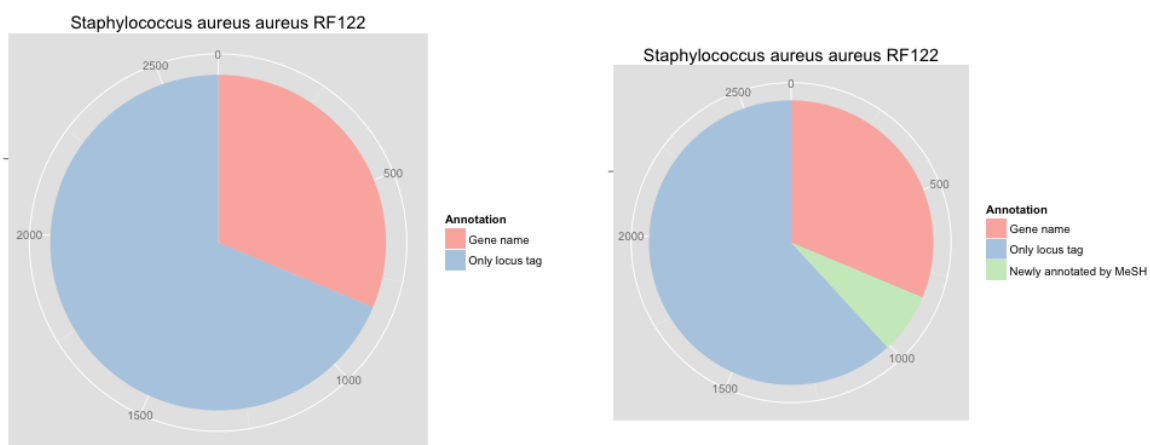 Staphylococcus aureus aureus RF122
0
500
1000
1500
2000
2500
Annotation
Gene name
Only locus tag
Staphylococcus aureus aureus RF122
0
500
1000
1500
2000
2500
Annotation
Gene name
Only locus tag
Newly annotated by MeSH